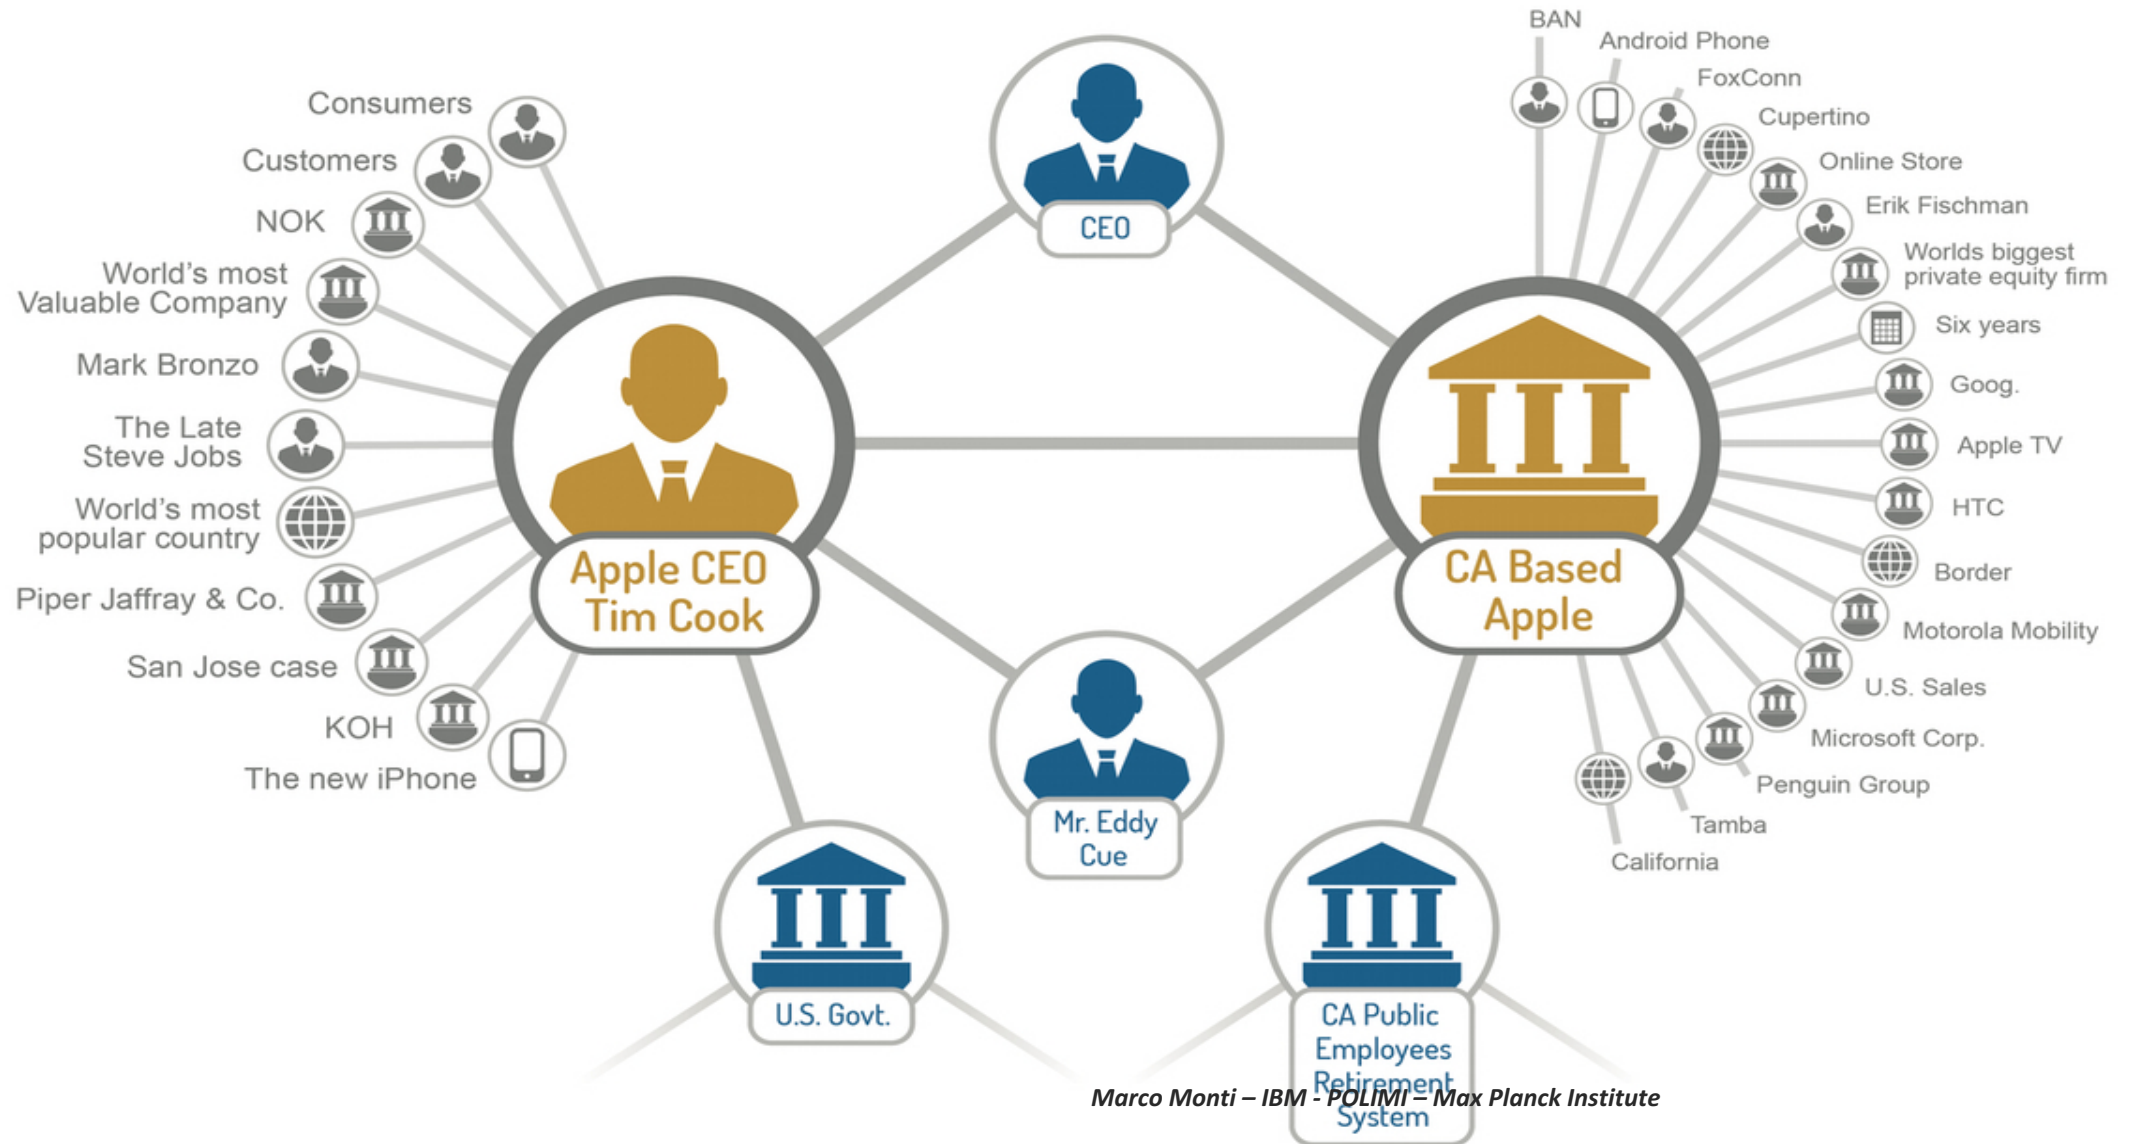 BAN
Android Phone
FoxConn
Consumers
Cupertino
Customers
Online Store
Erik Fischman
NOK
CEO
Worlds biggest
private equity firm
World's most
Valuable Company
Six years
Mark Bronzo
Goog.
The Late
Steve Jobs
Apple TV
World's most
popular country
HTC
Apple CEO
Tim Cook
CA Based
Apple
Border
Piper Jaffray & Co.
Motorola Mobility
San Jose case
U.S. Sales
KOH
Microsoft Corp.
The new iPhone
Penguin Group
Mr. Eddy
Cue
Tamba
California
U.S. Govt.
CA Public
Employees
Retirement
System
Marco Monti – IBM - POLIMI – Max Planck Institute